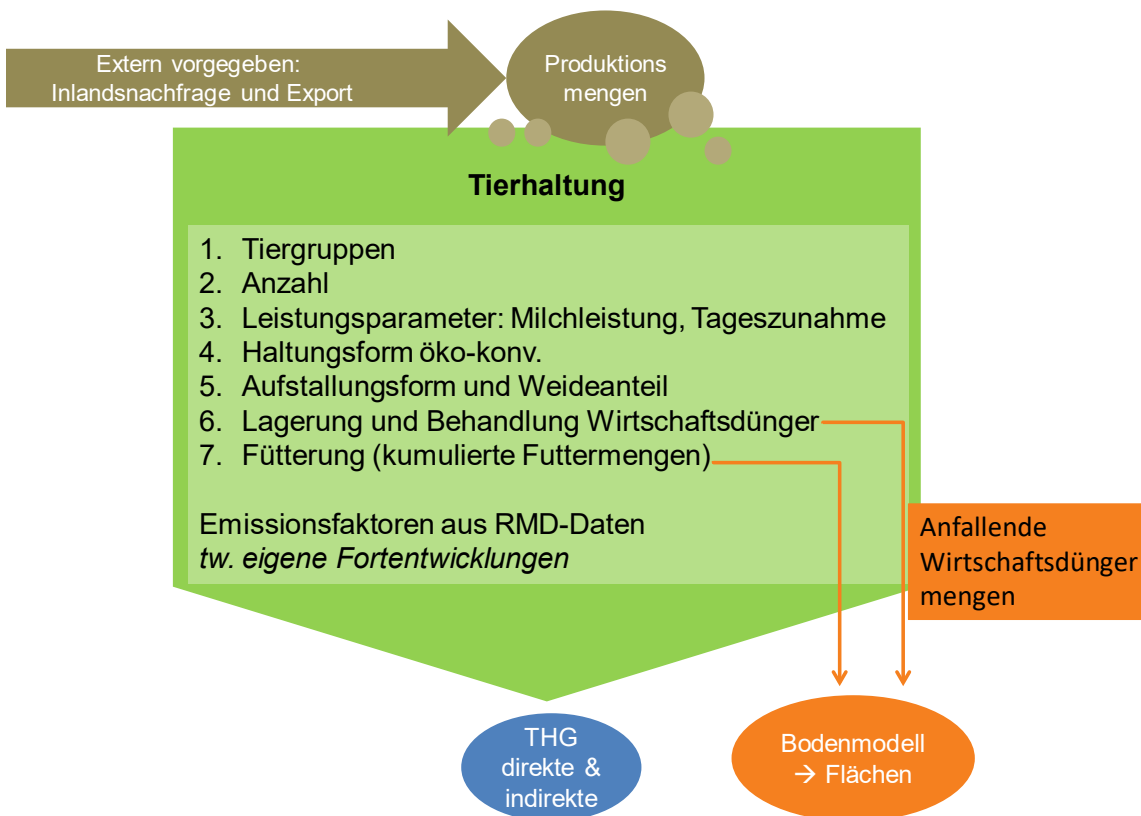 Extern vorgegeben:
Inlandsnachfrage und Export
Produktions
mengen
Tierhaltung
1. Tiergruppen
2. Anzahl
3. Leistungsparameter: Milchleistung, Tageszunahme
4. Haltungsform öko-konv.
5. Aufstallungsform und Weideanteil
6. Lagerung und Behandlung Wirtschaftsdünger
7. Fütterung (kumulierte Futtermengen)
Emissionsfaktoren aus RMD-Daten
tw. eigene Fortentwicklungen
Anfallende
Wirtschaftsdünger
mengen
THG
direkte &
indirekte
Bodenmodell
→ Flächen